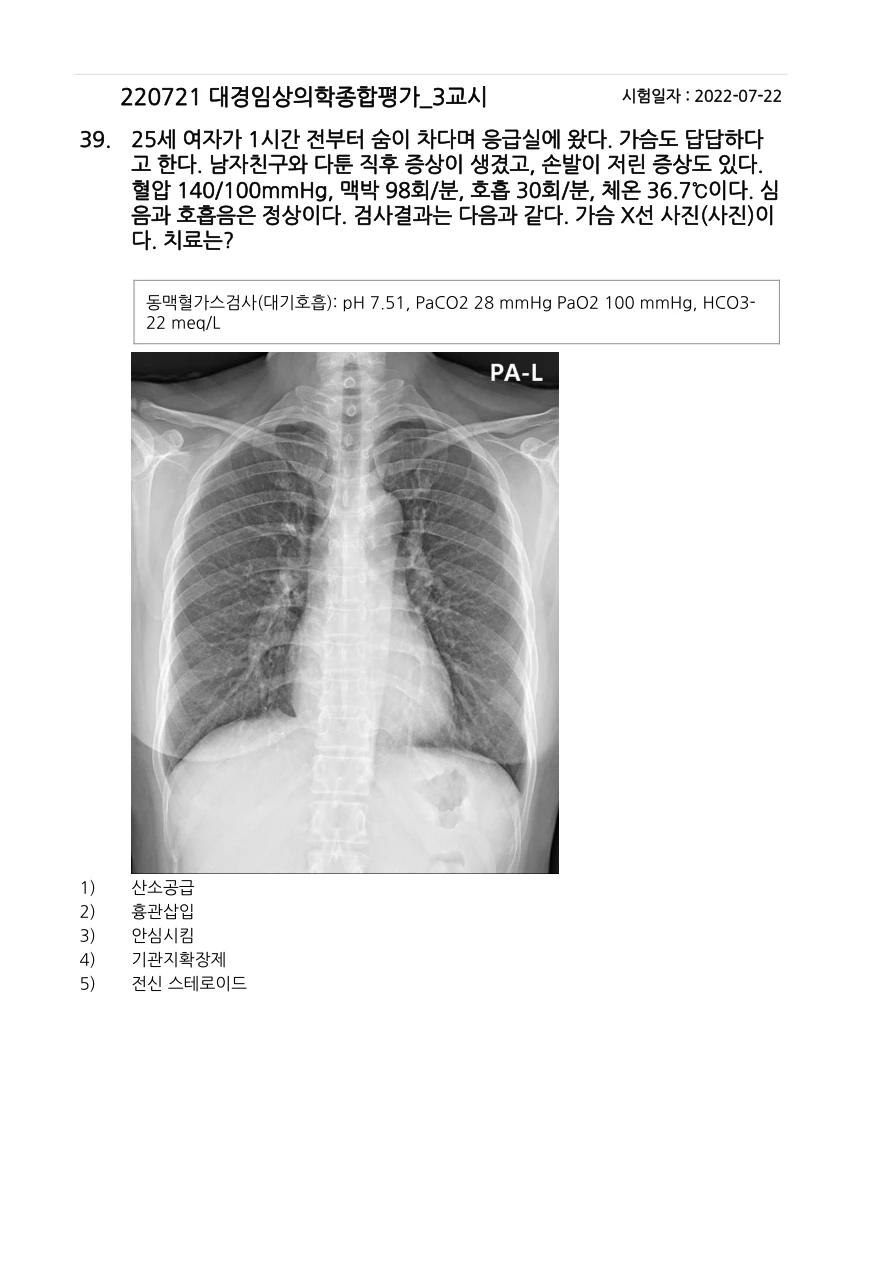 220721 대경임상의학종합평가_3교시
시험일자 : 2022-07-22
39. 25세 여자가 1시간 전부터 숨이 차다며 응급실에 왔다. 가슴도 답답하다
고 한다. 남자친구와 다툰 직후 증상이 생겼고, 손발이 저린 증상도 있다.
혈압 140/100mmHg, 맥박 98회/분, 호흡 30회/분, 체온 36.7℃이다. 심
음과 호흡음은 정상이다. 검사결과는 다음과 같다. 가슴 X선 사진(사진)이
다. 치료는?
동맥혈가스검사(대기호흡): pH 7.51, PaCO2 28 mmHg PaO2 100 mmHg, HCO3-
22 meq/L
PA-L
1) 산소공급
2) 흉관삽입
3) 안심시킴
4) 기관지확장제
5) 전신 스테로이드